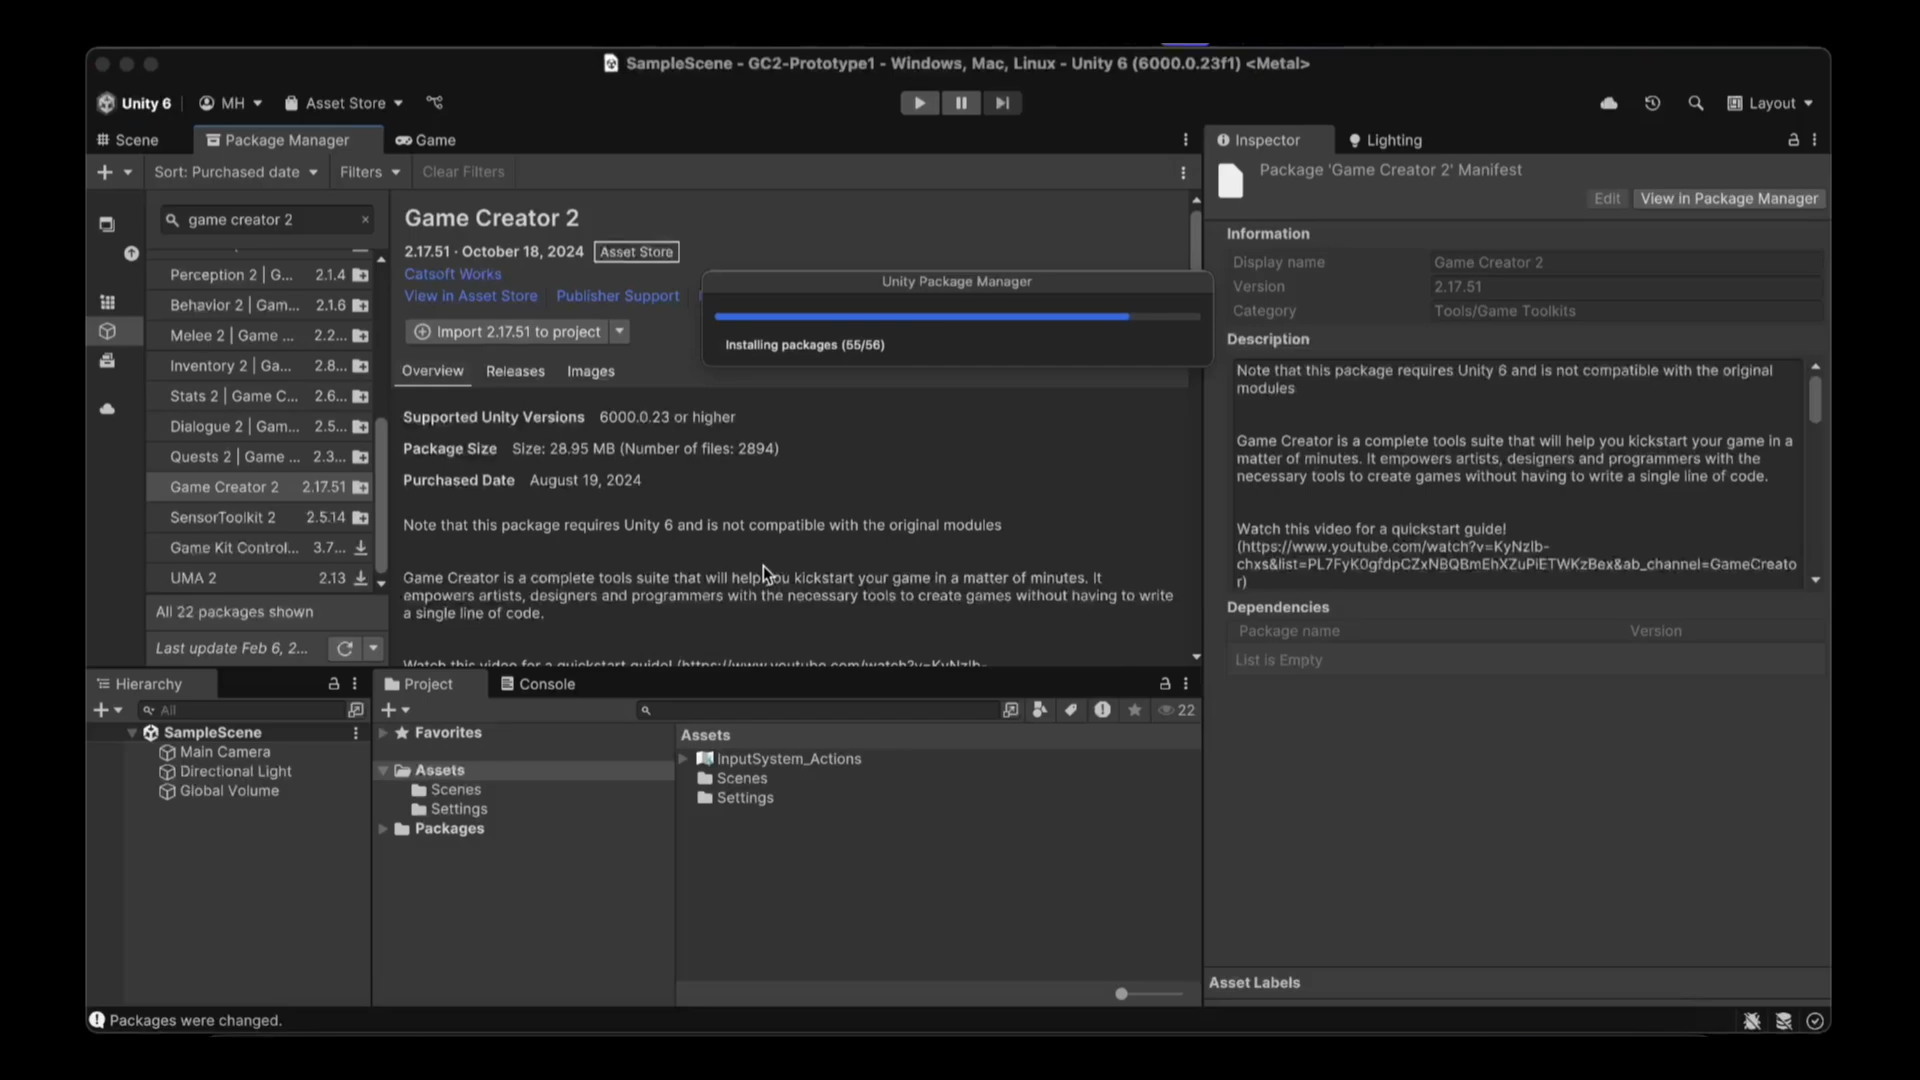 SampleScene - GC2-Prototype1 - Windows, Mac, Linux - Unity 6 (6000.0.23f1) <Metal>
Unity 6
MH
Asset Store
Layout
Scene
Package Manager
Game
Inspector
Lighting
Sort: Purchased date
Filters
Clear Filters
game creator 2
Perception 2 | G... 2.1.4
Behavior 2 | Gam... 2.1.6
Melee 2 | Game ... 2.2...
Inventory 2 | Ga... 2.8...
Stats 2 | Game C... 2.6...
Dialogue 2 | Gam... 2.5...
Quests 2 | Game ... 2.3...
Game Creator 2 2.17.51
SensorToolkit 2 2.5.14
Game Kit Control... 3.7...
UMA 2 2.13
All 22 packages shown
Last update Feb 6, 2...
Game Creator 2
2.17.51 · October 18, 2024 Asset Store
Catsoft Works
View in Asset Store Publisher Support
Import 2.17.51 to project
Overview Releases Images
Supported Unity Versions 6000.0.23 or higher
Package Size Size: 28.95 MB (Number of files: 2894)
Purchased Date August 19, 2024
Note that this package requires Unity 6 and is not compatible with the original modules
Game Creator is a complete tools suite that will help you kickstart your game in a matter of minutes. It
empowers artists, designers and programmers with the necessary tools to create games without having to write
a single line of code.
Watch this video for a quickstart guide! (https://www.youtube.com/watch?v=KyNzIb-
Unity Package Manager
Installing packages (55/56)
Package 'Game Creator 2' Manifest
Edit
View in Package Manager
Information
Display name Game Creator 2
Version 2.17.51
Category Tools/Game Toolkits
Description
Note that this package requires Unity 6 and is not compatible with the original
modules
Game Creator is a complete tools suite that will help you kickstart your game in a
matter of minutes. It empowers artists, designers and programmers with the
necessary tools to create games without having to write a single line of code.
Watch this video for a quickstart guide!
(https://www.youtube.com/watch?v=KyNzIb-
chxs&list=PL7FyK0gfdpCZxNBQBmEhXZuPiETWKzBex&ab_channel=GameCreato
r)
Dependencies
Package name Version
List is Empty
Asset Labels
Hierarchy
All
SampleScene
Main Camera
Directional Light
Global Volume
Project
Console
22
Favorites
Assets
Scenes
Settings
Packages
Assets
InputSystem_Actions
Scenes
Settings
Packages were changed.